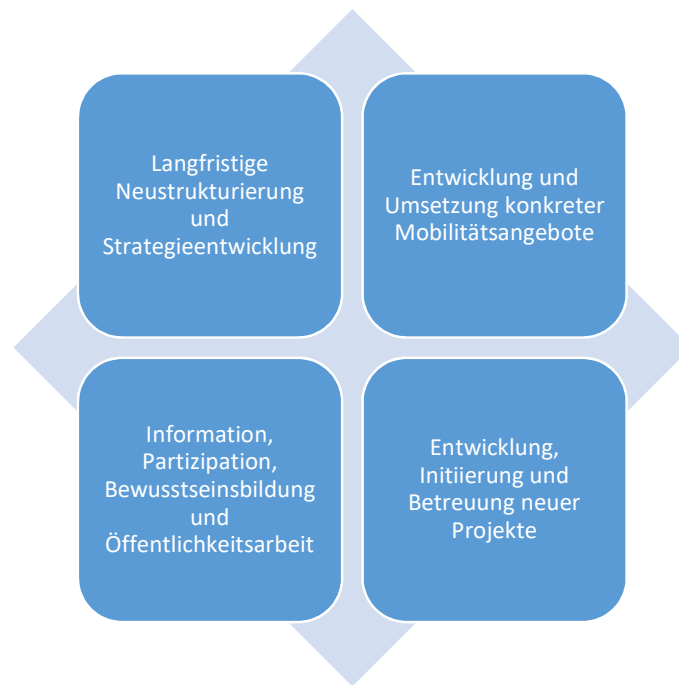 Langfristige
Neustrukturierung
und
Strategieentwicklung
Entwicklung und
Umsetzung konkreter
Mobilitätsangebote
Information,
Partizipation,
Bewusstseinsbildung
und
Öffentlichkeitsarbeit
Entwicklung,
Initiierung und
Betreuung neuer
Projekte